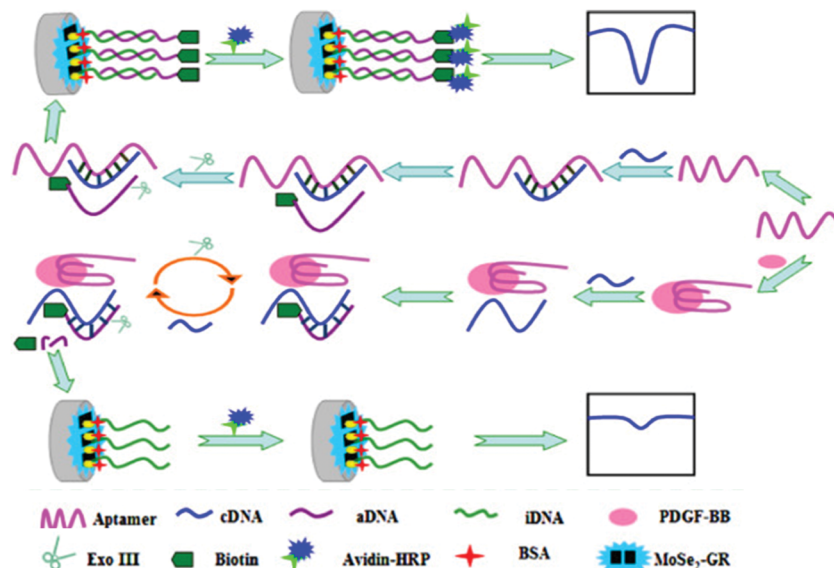 Aptamer cDNA aDNA iDNA PDGF-BB
Exo III Biotin Avidin-HRP BSA MoSe₂-GR